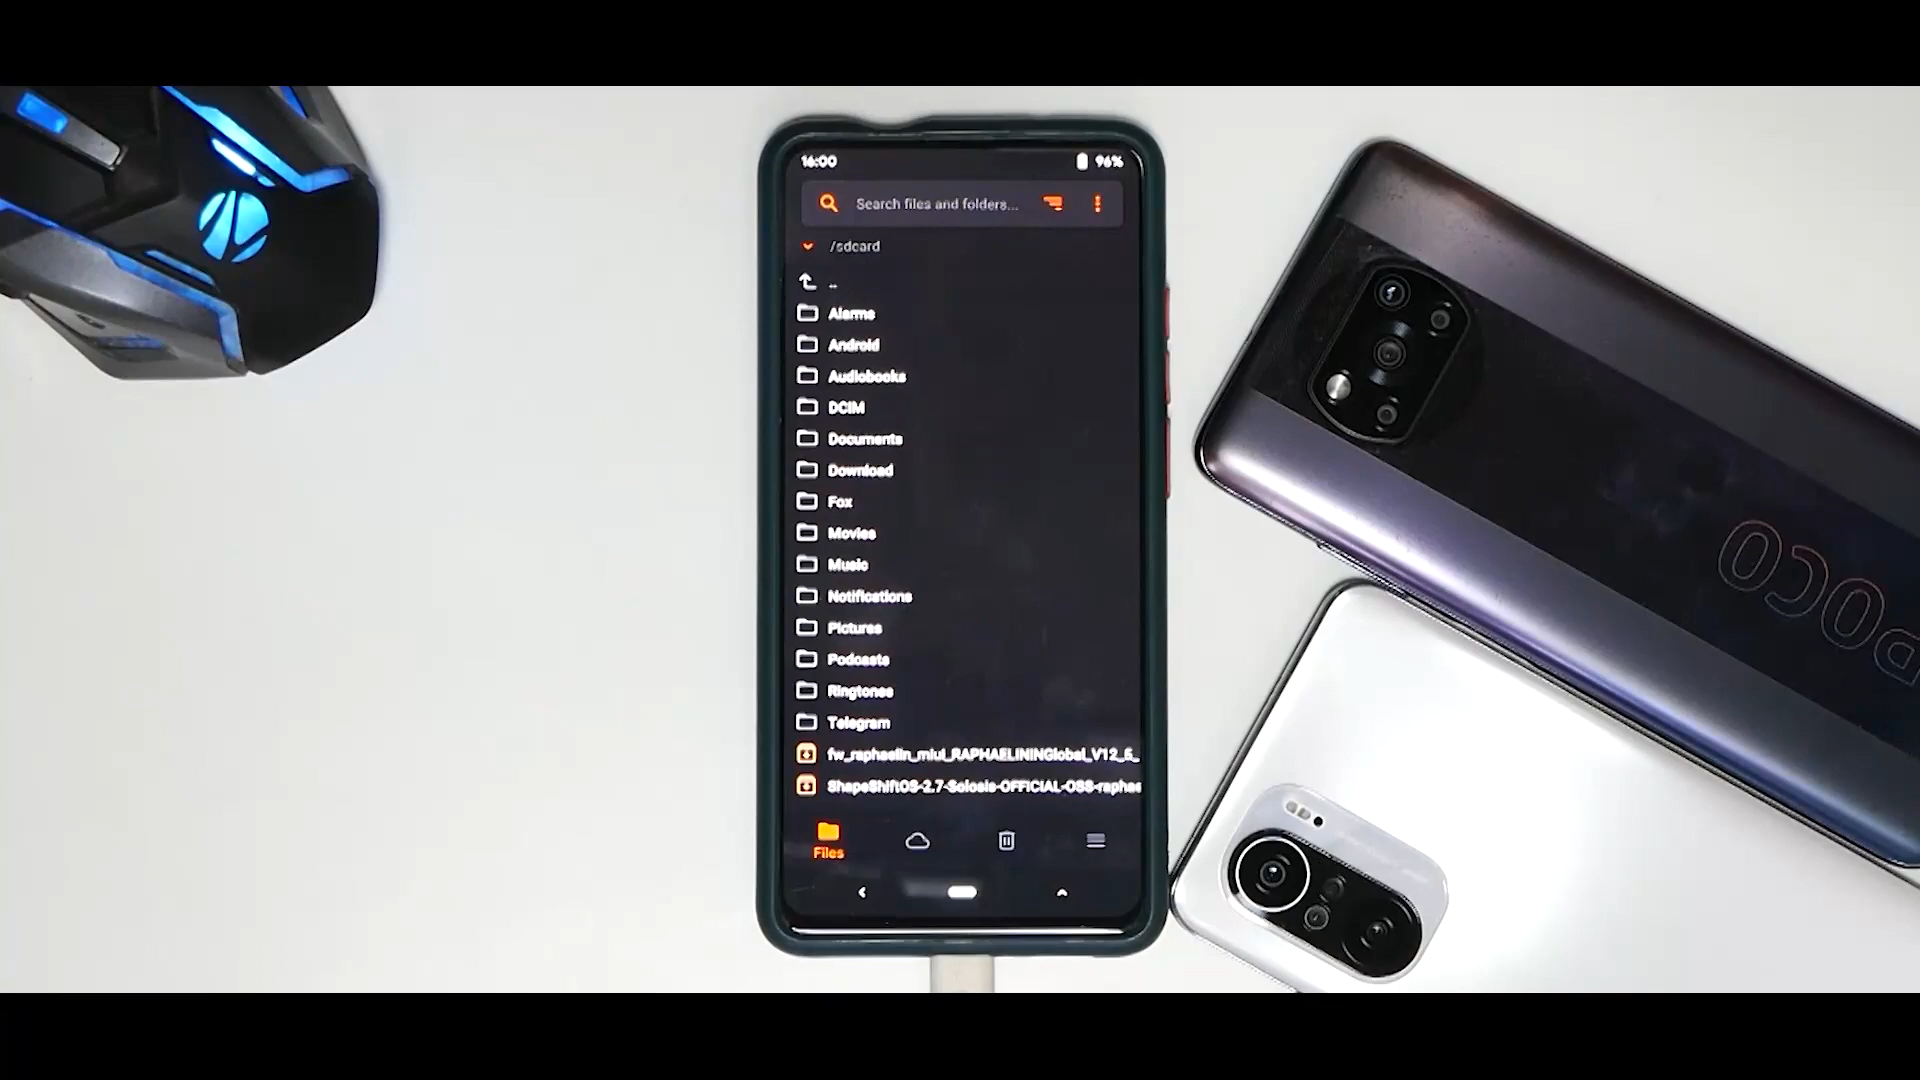 16:00
96%
Search files and folders...
/sdcard
..
Alarms
Android
Audiobooks
DCIM
Documents
Download
Fox
Movies
Music
Notifications
Pictures
Podcasts
Ringtones
Telegram
fw_raphaelin_miui_RAPHAELININGlobal_V12_5_
ShapeShiftOS-2.7-Solosis-OFFICIAL-OSS-raphae
Files
POCO